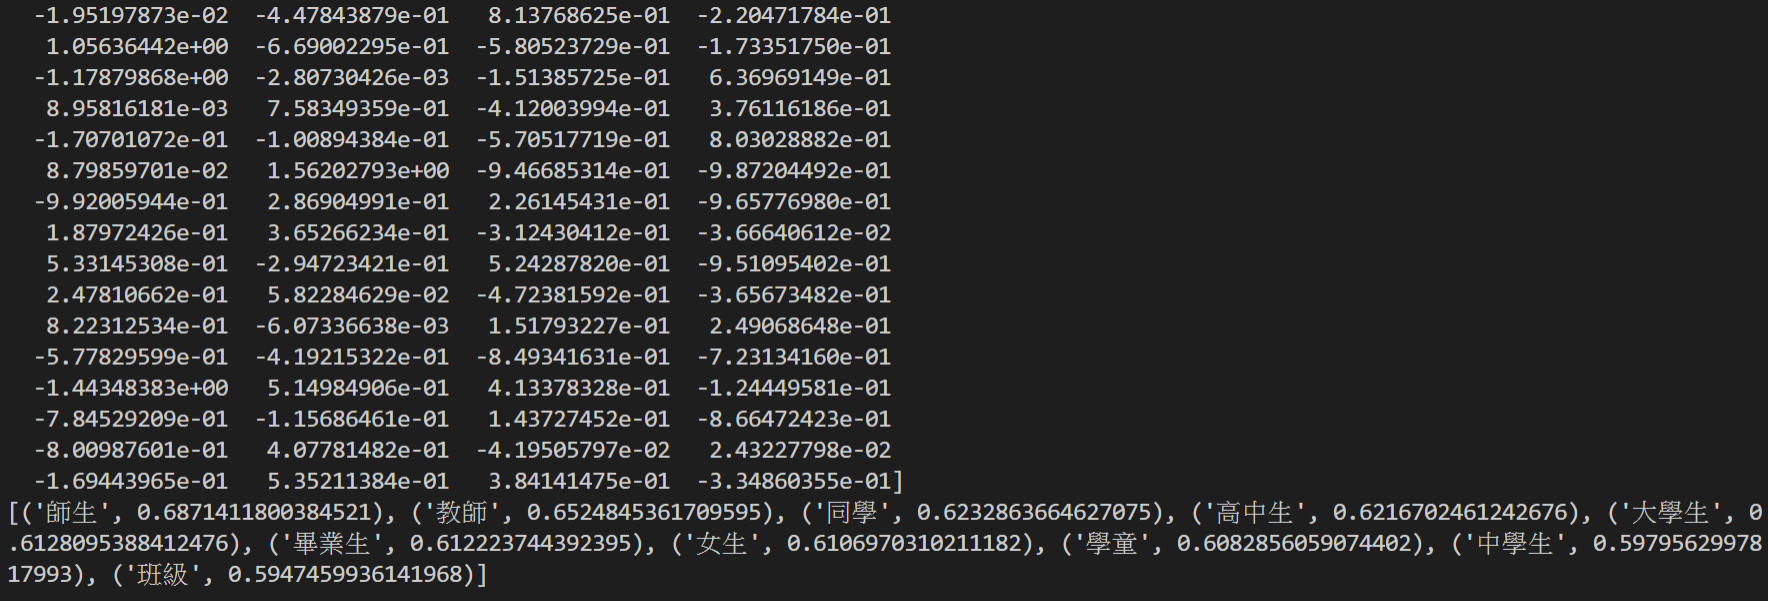 -1.95197873e-02 -4.47843879e-01 8.13768625e-01 -2.20471784e-01
1.05636442e+00 -6.69002295e-01 -5.80523729e-01 -1.73351750e-01
-1.17879868e+00 -2.80730426e-03 -1.51385725e-01 6.36969149e-01
8.95816181e-03 7.58349359e-01 -4.12003994e-01 3.76116186e-01
-1.70701072e-01 -1.00894384e-01 -5.70517719e-01 8.03028882e-01
8.79859701e-02 1.56202793e+00 -9.46685314e-01 -9.87204492e-01
-9.92005944e-01 2.86904991e-01 2.26145431e-01 -9.65776980e-01
1.87972426e-01 3.65266234e-01 -3.12430412e-01 -3.66640612e-02
5.33145308e-01 -2.94723421e-01 5.24287820e-01 -9.51095402e-01
2.47810662e-01 5.82284629e-02 -4.72381592e-01 -3.65673482e-01
8.22312534e-01 -6.07336638e-03 1.51793227e-01 2.49068648e-01
-5.77829599e-01 -4.19215322e-01 -8.49341631e-01 -7.23134160e-01
-1.44348383e+00 5.14984906e-01 4.13378328e-01 -1.24449581e-01
-7.84529209e-01 -1.15686461e-01 1.43727452e-01 -8.66472423e-01
-8.00987601e-01 4.07781482e-01 -4.19505797e-02 2.43227798e-02
-1.69443965e-01 5.35211384e-01 3.84141475e-01 -3.34860355e-01]
[('師生', 0.6871411800384521), ('教師', 0.6524845361709595), ('同學', 0.6232863664627075), ('高中生', 0.6216702461242676), ('大學生', 0
.6128095388412476), ('畢業生', 0.612223744392395), ('女生', 0.6106970310211182), ('學童', 0.6082856059074402), ('中學生', 0.59795629978
17993), ('班級', 0.5947459936141968)]